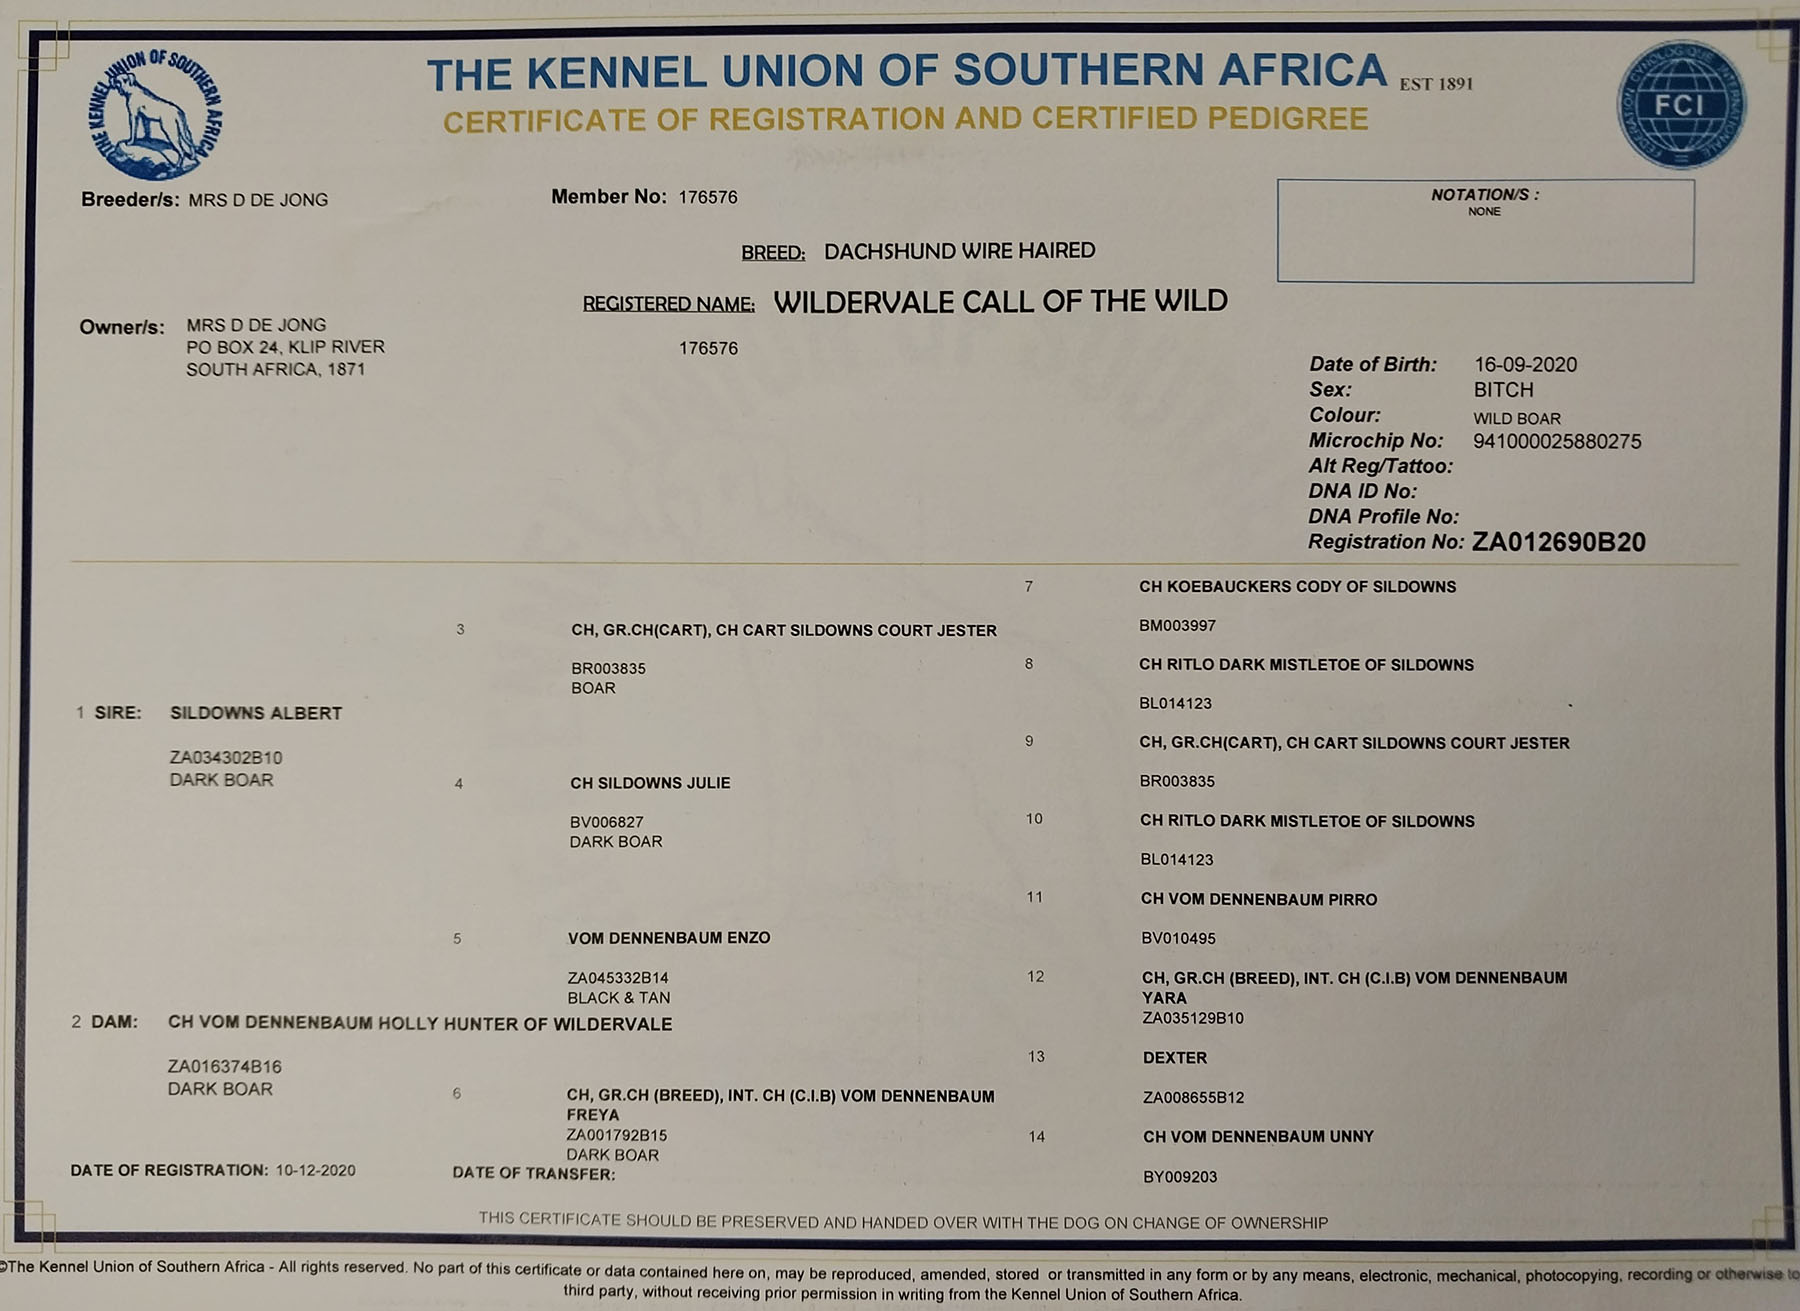 THE KENNEL UNION OF SOUTHERN AFRICA
THE KENNEL UNION OF SOUTHERN AFRICA EST 1891
CERTIFICATE OF REGISTRATION AND CERTIFIED PEDIGREE
FEDERATION CYNOLOGIQUE INTERNATIONALE
FCI
Breeder/s: MRS D DE JONG
Member No: 176576
NOTATION/S :
NONE
BREED: DACHSHUND WIRE HAIRED
REGISTERED NAME: WILDERVALE CALL OF THE WILD
Owner/s: MRS D DE JONG
PO BOX 24, KLIP RIVER
SOUTH AFRICA, 1871
176576
Date of Birth: 16-09-2020
Sex: BITCH
Colour: WILD BOAR
Microchip No: 941000025880275
Alt Reg/Tattoo:
DNA ID No:
DNA Profile No:
Registration No: ZA012690B20
1 SIRE: SILDOWNS ALBERT
ZA034302B10
DARK BOAR
2 DAM: CH VOM DENNENBAUM HOLLY HUNTER OF WILDERVALE
ZA016374B16
DARK BOAR
3 CH, GR.CH(CART), CH CART SILDOWNS COURT JESTER
BR003835
BOAR
4 CH SILDOWNS JULIE
BV006827
DARK BOAR
5 VOM DENNENBAUM ENZO
ZA045332B14
BLACK & TAN
6 CH, GR.CH (BREED), INT. CH (C.I.B) VOM DENNENBAUM
FREYA
ZA001792B15
DARK BOAR
7 CH KOEBAUCKERS CODY OF SILDOWNS
BM003997
8 CH RITLO DARK MISTLETOE OF SILDOWNS
BL014123
9 CH, GR.CH(CART), CH CART SILDOWNS COURT JESTER
BR003835
10 CH RITLO DARK MISTLETOE OF SILDOWNS
BL014123
11 CH VOM DENNENBAUM PIRRO
BV010495
12 CH, GR.CH (BREED), INT. CH (C.I.B) VOM DENNENBAUM
YARA
ZA035129B10
13 DEXTER
ZA008655B12
14 CH VOM DENNENBAUM UNNY
BY009203
DATE OF REGISTRATION: 10-12-2020
DATE OF TRANSFER:
THIS CERTIFICATE SHOULD BE PRESERVED AND HANDED OVER WITH THE DOG ON CHANGE OF OWNERSHIP
©The Kennel Union of Southern Africa - All rights reserved. No part of this certificate or data contained here on, may be reproduced, amended, stored or transmitted in any form or by any means, electronic, mechanical, photocopying, recording or otherwise to
third party, without receiving prior permission in writing from the Kennel Union of Southern Africa.